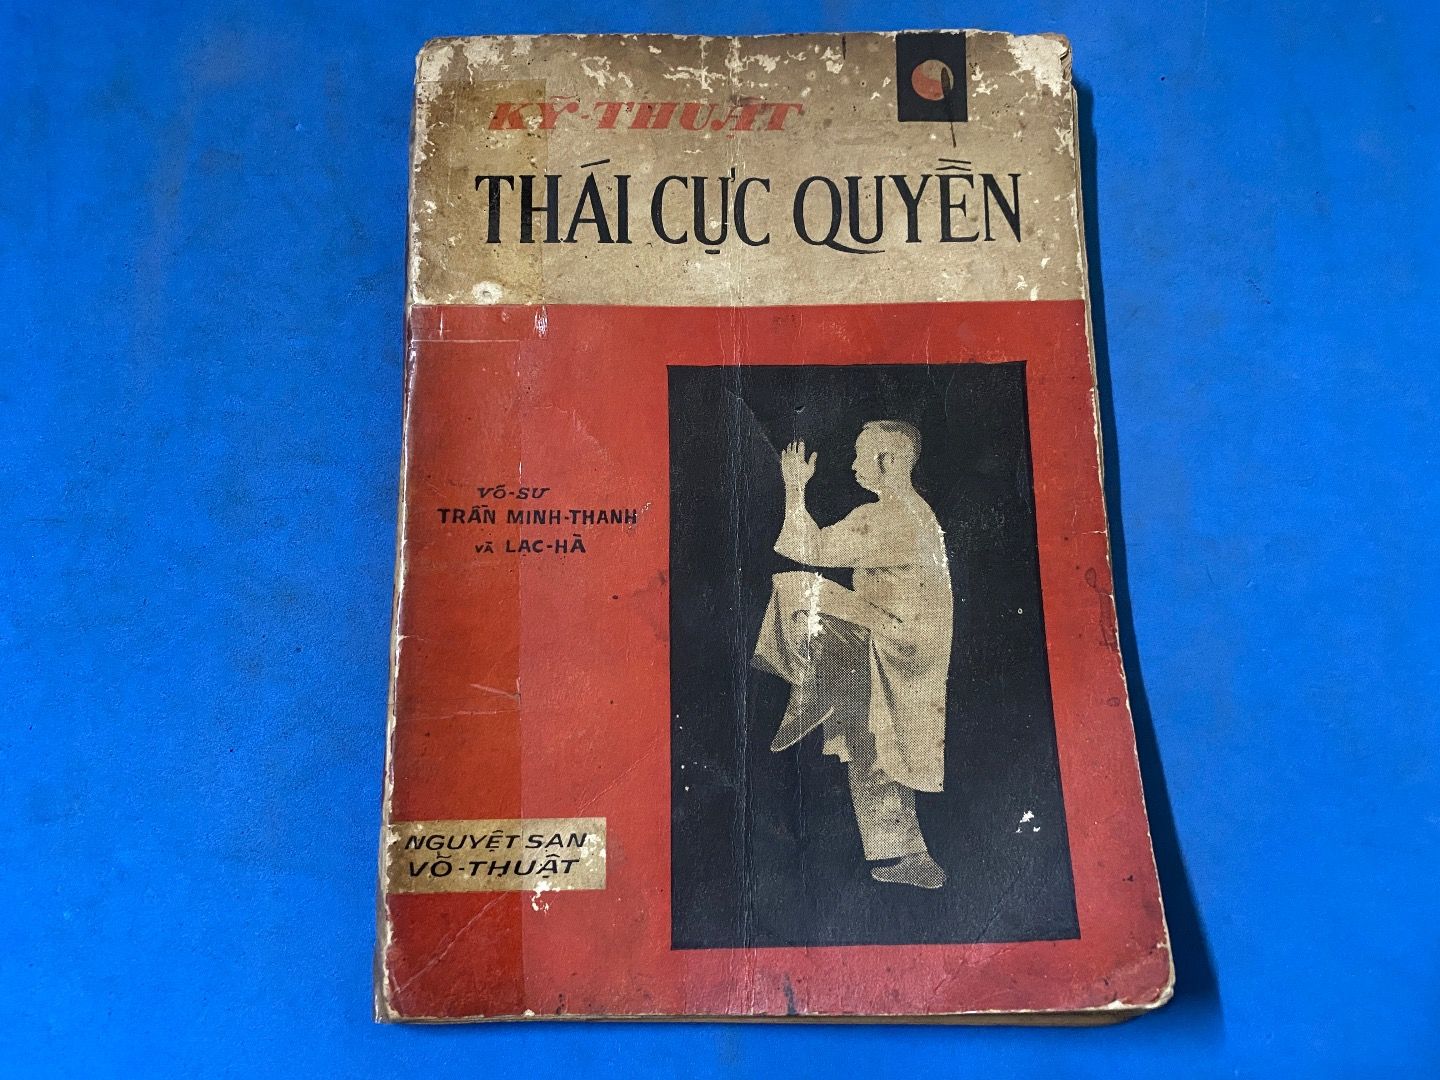 KỸ-THUẬT
THÁI CỰC QUYỀN
VÕ-SƯ
TRẦN MINH-THANH
VÀ LẠC-HÀ
NGUYỆT SAN
VÕ-THUẬT